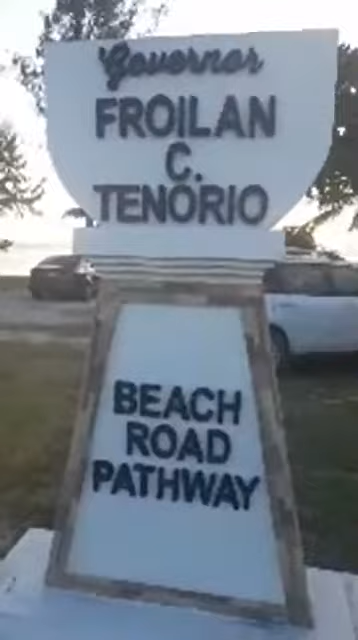 Governor
FROILAN
C.
TENORIO
BEACH
ROAD
PATHWAY